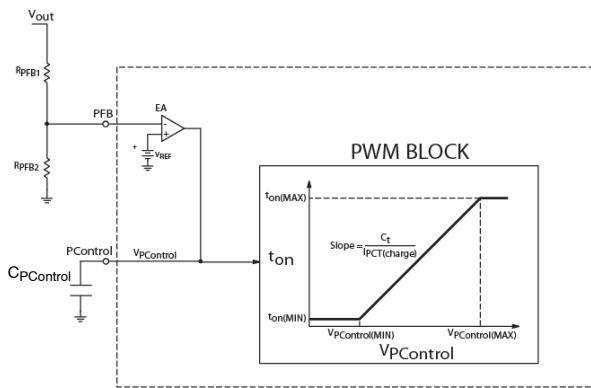 Vout
RPFB1
PFB
EA
-
+
+
VREF
RPFB2
PWM BLOCK
ton(MAX)
Slope = Ct / IPCT(charge)
ton
ton(MIN)
VPControl(MIN)
VPControl(MAX)
VPControl
PControl
VPControl
CPControl